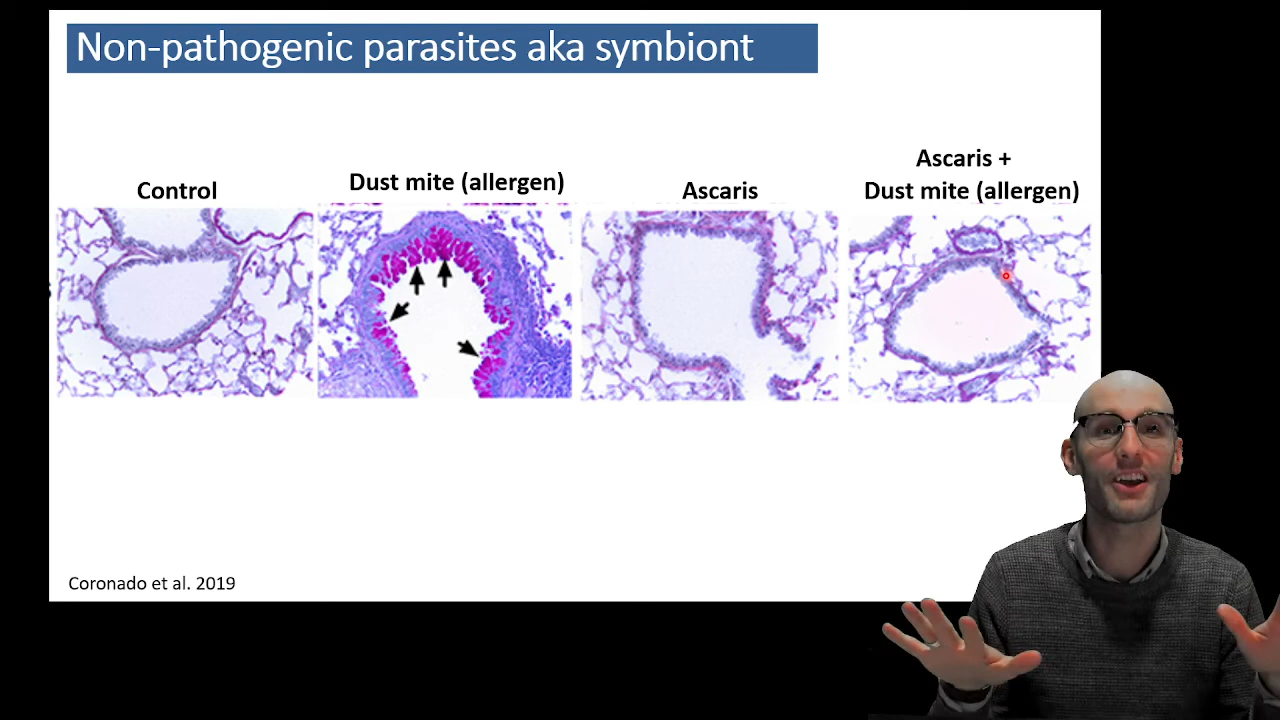 Non-pathogenic parasites aka symbiont
Control
Dust mite (allergen)
Ascaris
Ascaris +
Dust mite (allergen)
Coronado et al. 2019